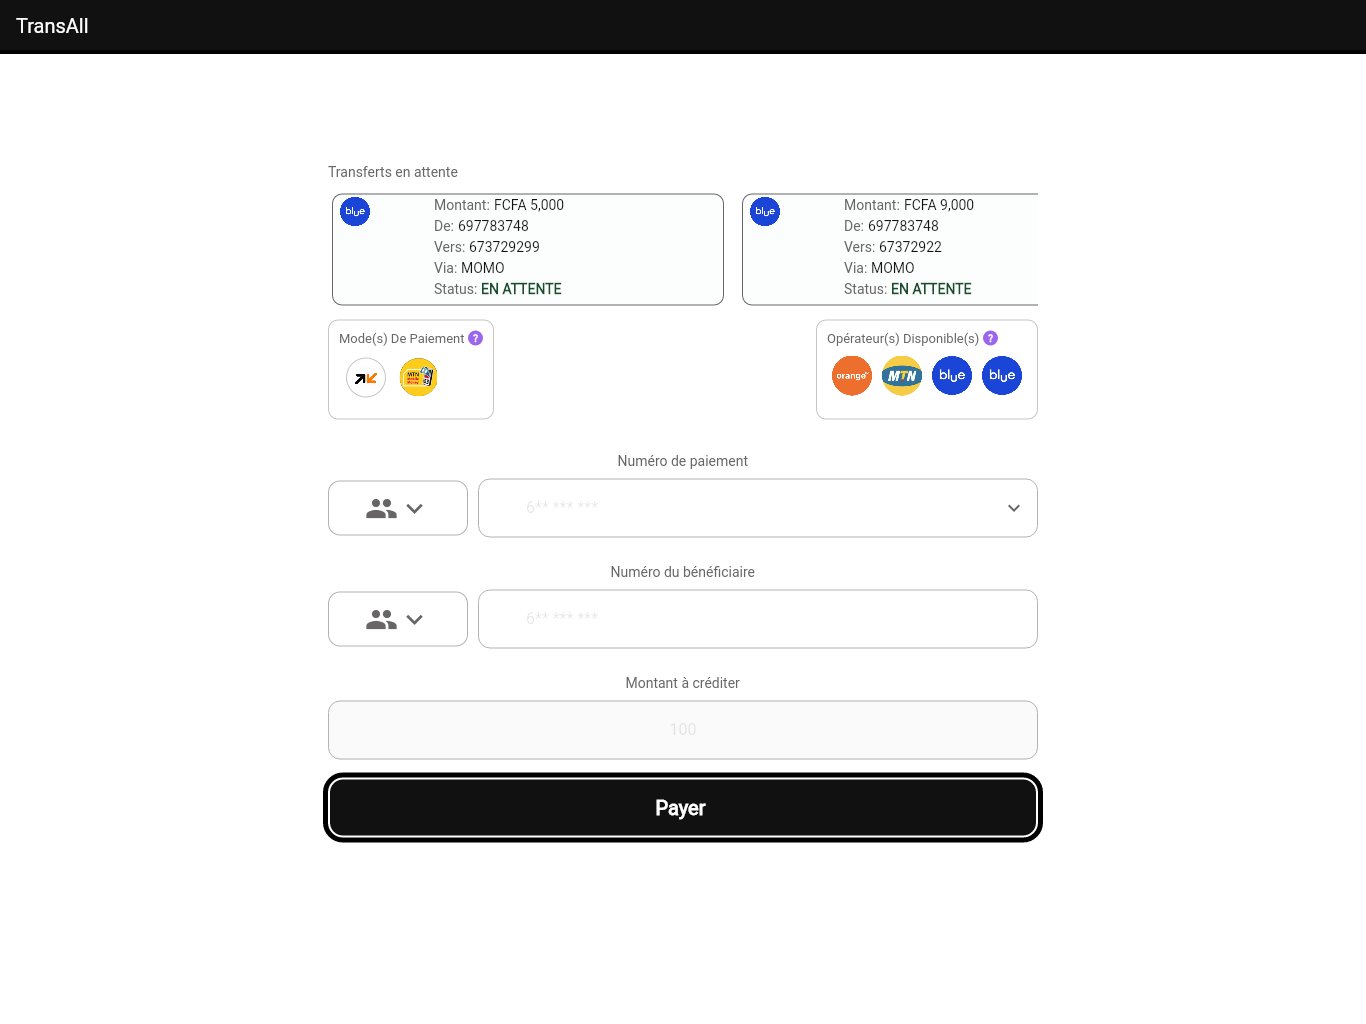 TransAll
Transferts en attente
blue
Montant: FCFA 5,000
De: 697783748
Vers: 673729299
Via: MOMO
Status: EN ATTENTE
blue
Montant: FCFA 9,000
De: 697783748
Vers: 67372922
Via: MOMO
Status: EN ATTENTE
Mode(s) De Paiement ?
MTN
Opérateur(s) Disponible(s) ?
orange MTN blue blue
Numéro de paiement
6** *** ***
Numéro du bénéficiaire
6** *** ***
Montant à créditer
100
Payer